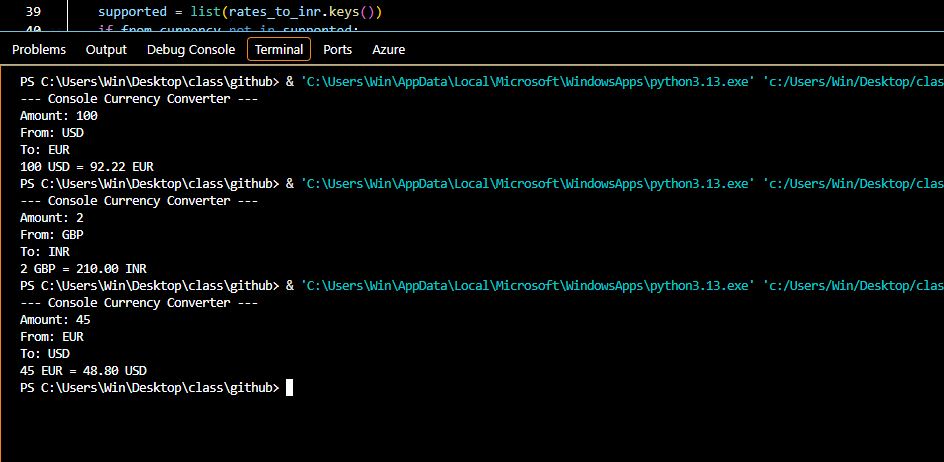 39 supported = list(rates_to_inr.keys())
40 if from_currency not in supported:
Problems Output Debug Console Terminal Ports Azure
PS C:\Users\Win\Desktop\class\github> & 'C:\Users\Win\AppData\Local\Microsoft\WindowsApps\python3.13.exe' 'c:/Users/Win/Desktop/clas
--- Console Currency Converter ---
Amount: 100
From: USD
To: EUR
100 USD = 92.22 EUR
PS C:\Users\Win\Desktop\class\github> & 'C:\Users\Win\AppData\Local\Microsoft\WindowsApps\python3.13.exe' 'c:/Users/Win/Desktop/clas
--- Console Currency Converter ---
Amount: 2
From: GBP
To: INR
2 GBP = 210.00 INR
PS C:\Users\Win\Desktop\class\github> & 'C:\Users\Win\AppData\Local\Microsoft\WindowsApps\python3.13.exe' 'c:/Users/Win/Desktop/clas
--- Console Currency Converter ---
Amount: 45
From: EUR
To: USD
45 EUR = 48.80 USD
PS C:\Users\Win\Desktop\class\github>